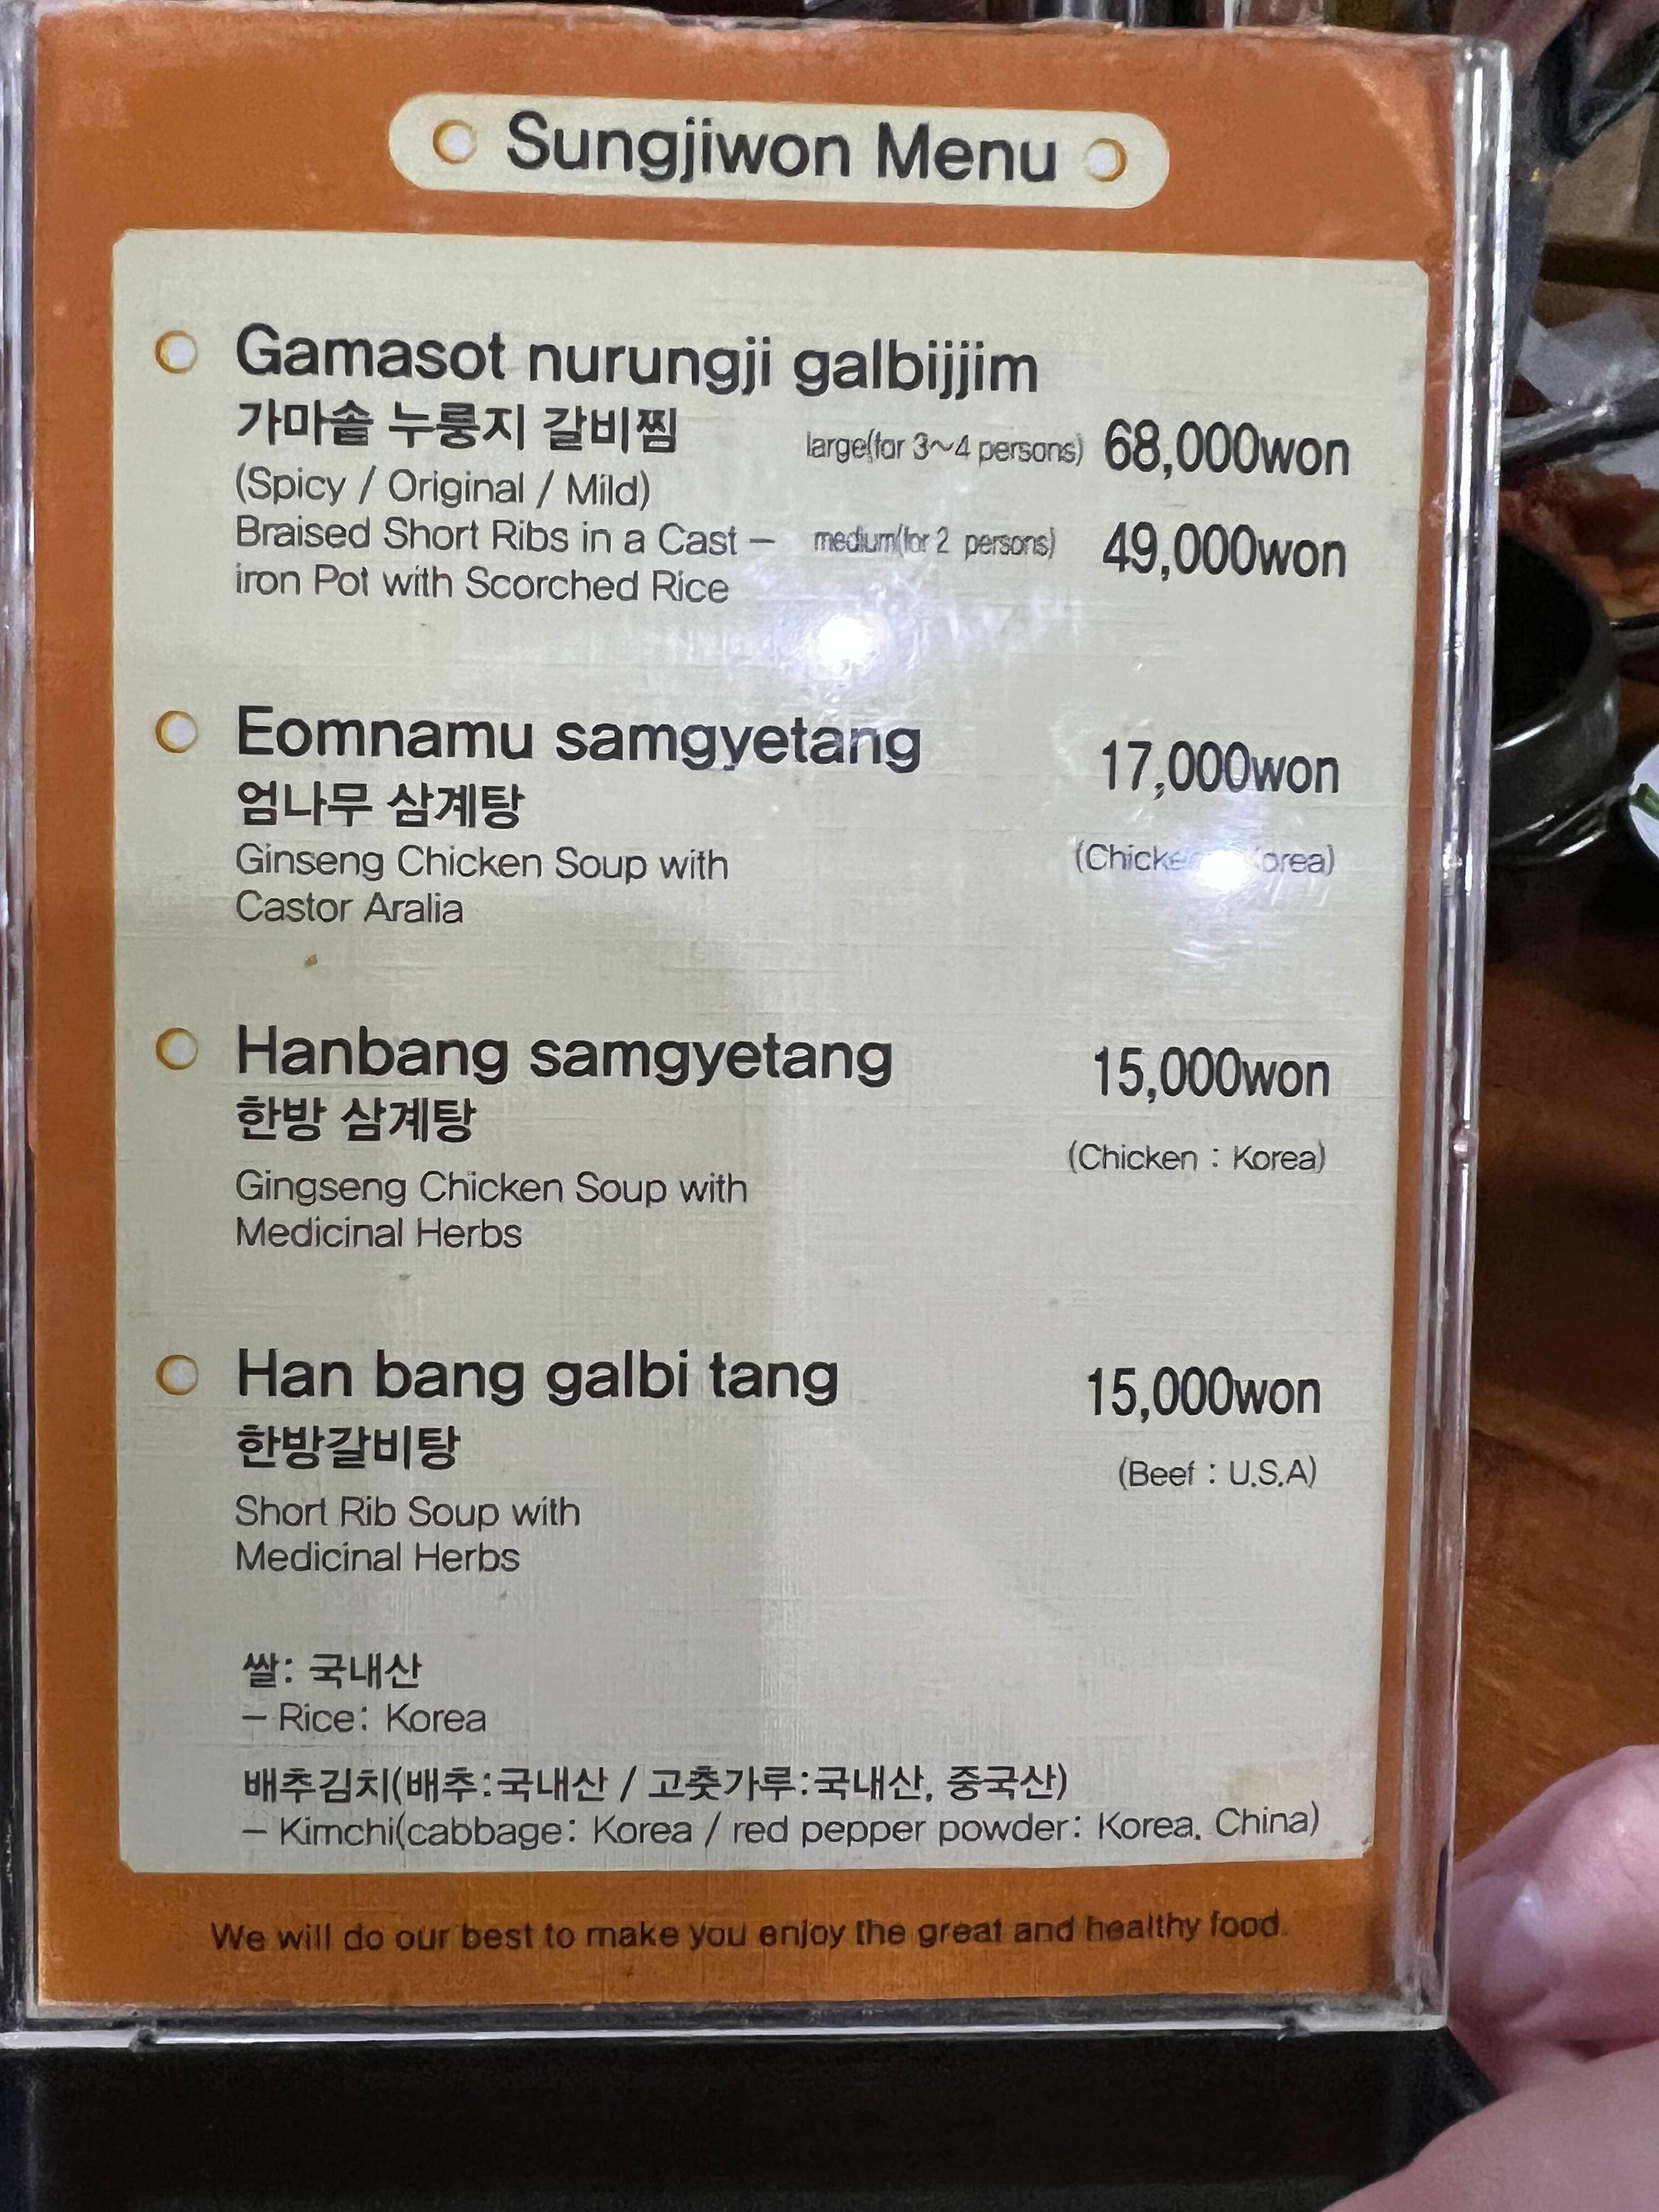 Sungjiwon Menu
Gamasot nurungji galbijjim
가마솥 누룽지 갈비찜
large(for 3~4 persons) 68,000won
(Spicy / Original / Mild)
Braised Short Ribs in a Cast – medium(for 2 persons) 49,000won
iron Pot with Scorched Rice
Eomnamu samgyetang 17,000won
엄나무 삼계탕
Ginseng Chicken Soup with (Chicken : Korea)
Castor Aralia
Hanbang samgyetang 15,000won
한방 삼계탕
(Chicken : Korea)
Gingseng Chicken Soup with
Medicinal Herbs
Han bang galbi tang 15,000won
한방갈비탕
(Beef : U.S.A)
Short Rib Soup with
Medicinal Herbs
쌀: 국내산
– Rice: Korea
배추김치(배추:국내산 / 고춧가루:국내산, 중국산)
– Kimchi(cabbage: Korea / red pepper powder: Korea, China)
We will do our best to make you enjoy the great and healthy food.